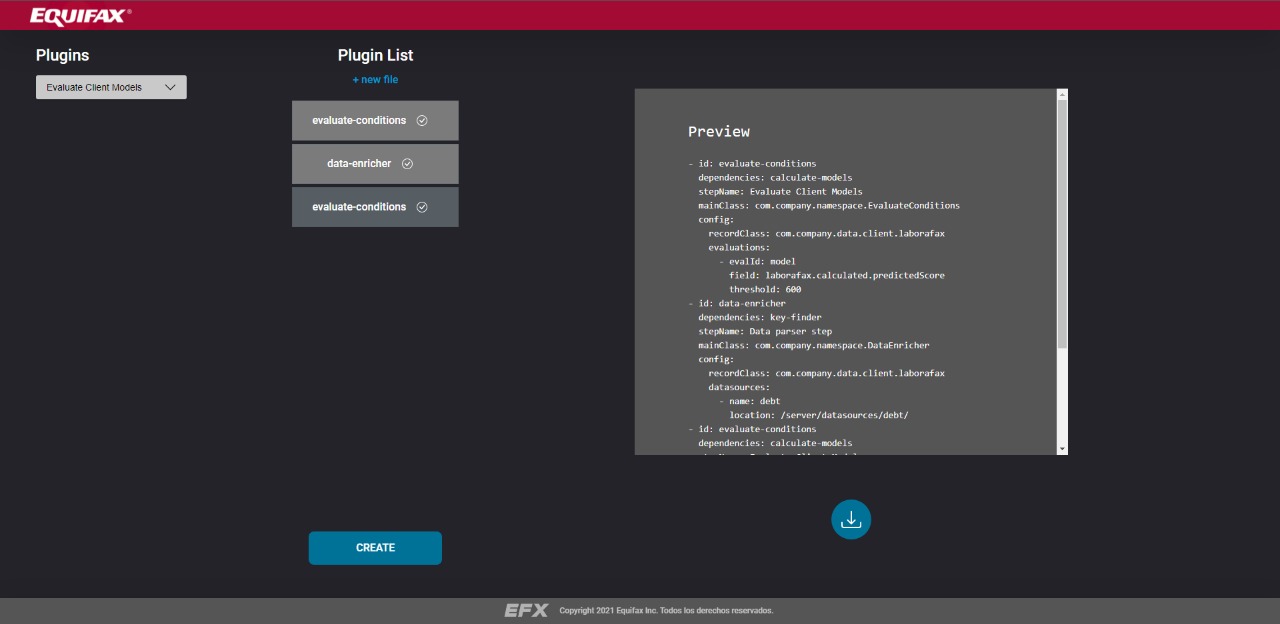 EQUIFAX®
Plugins
Evaluate Client Models
Plugin List
+ new file
evaluate-conditions
data-enricher
evaluate-conditions
CREATE
Preview
- id: evaluate-conditions
dependencies: calculate-models
stepName: Evaluate Client Models
mainClass: com.company.namespace.EvaluateConditions
config:
recordClass: com.company.data.client.laborafax
evaluations:
- evalId: model
field: laborafax.calculated.predictedScore
threshold: 600
- id: data-enricher
dependencies: key-finder
stepName: Data parser step
mainClass: com.company.namespace.DataEnricher
config:
recordClass: com.company.data.client.laborafax
datasources:
- name: debt
location: /server/datasources/debt/
- id: evaluate-conditions
dependencies: calculate-models
EFX Copyright 2021 Equifax Inc. Todos los derechos reservados.